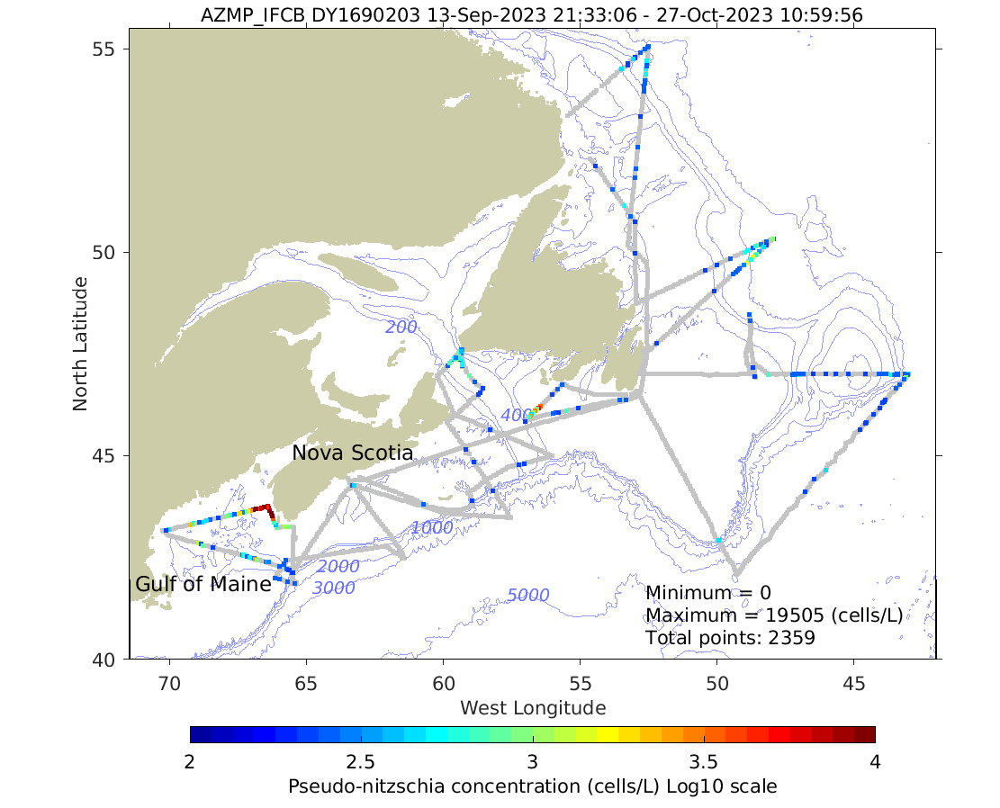 AZMP_IFCB DY1690203 13-Sep-2023 21:33:06 - 27-Oct-2023 10:59:56
55
50
45
40
North Latitude
200
400
Nova Scotia
1000
2000
Gulf of Maine
3000
5000
Minimum = 0
Maximum = 19505 (cells/L)
Total points: 2359
70 65 60 55 50 45
West Longitude
2 2.5 3 3.5 4
Pseudo-nitzschia concentration (cells/L) Log10 scale